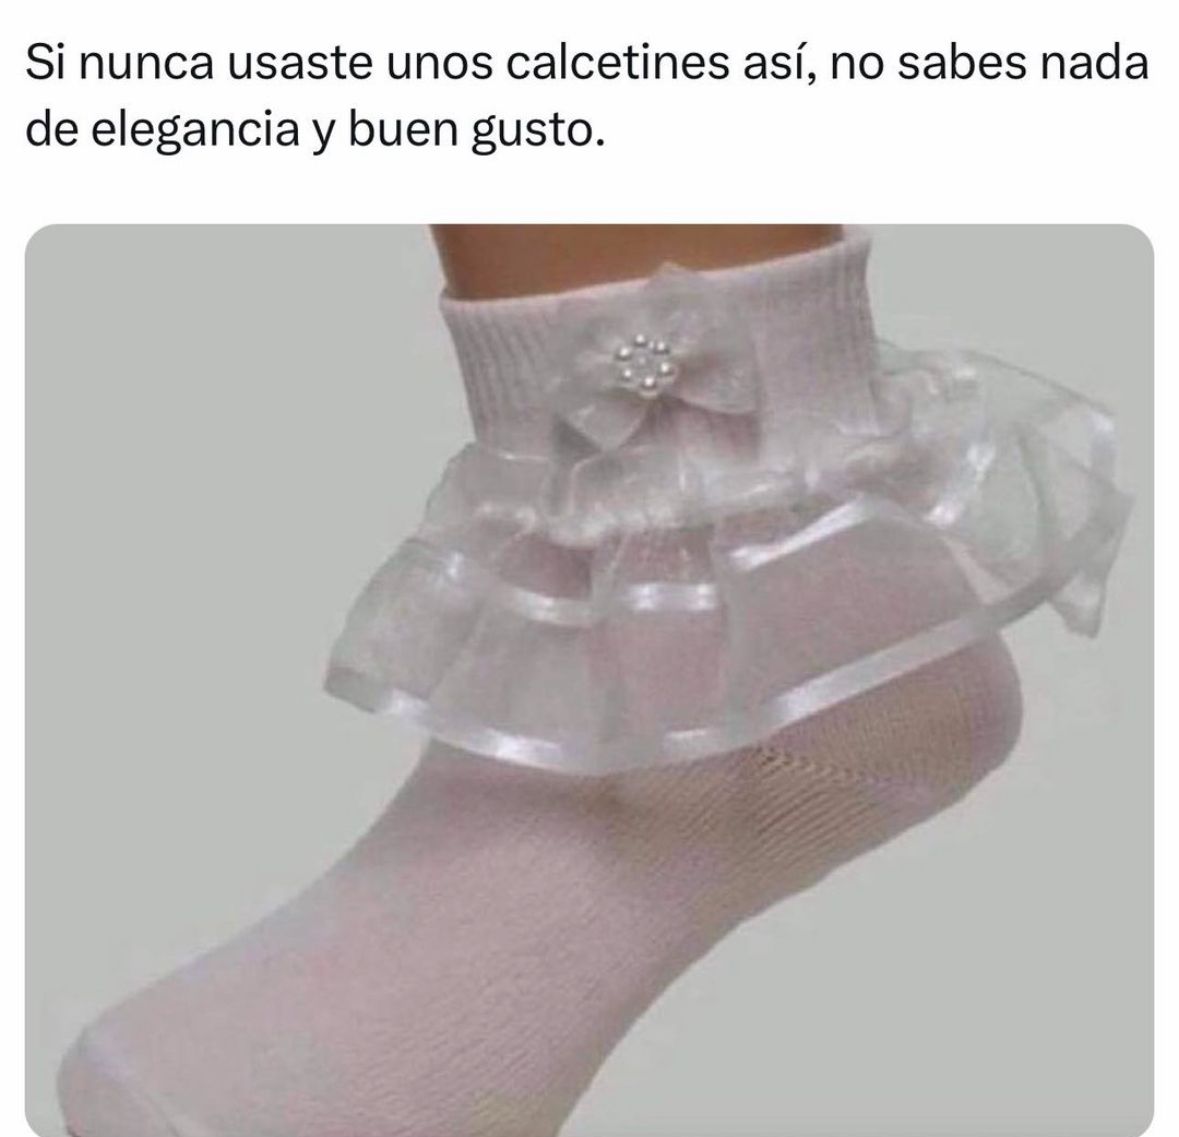 Si nunca usaste unos calcetines así, no sabes nada
de elegancia y buen gusto.